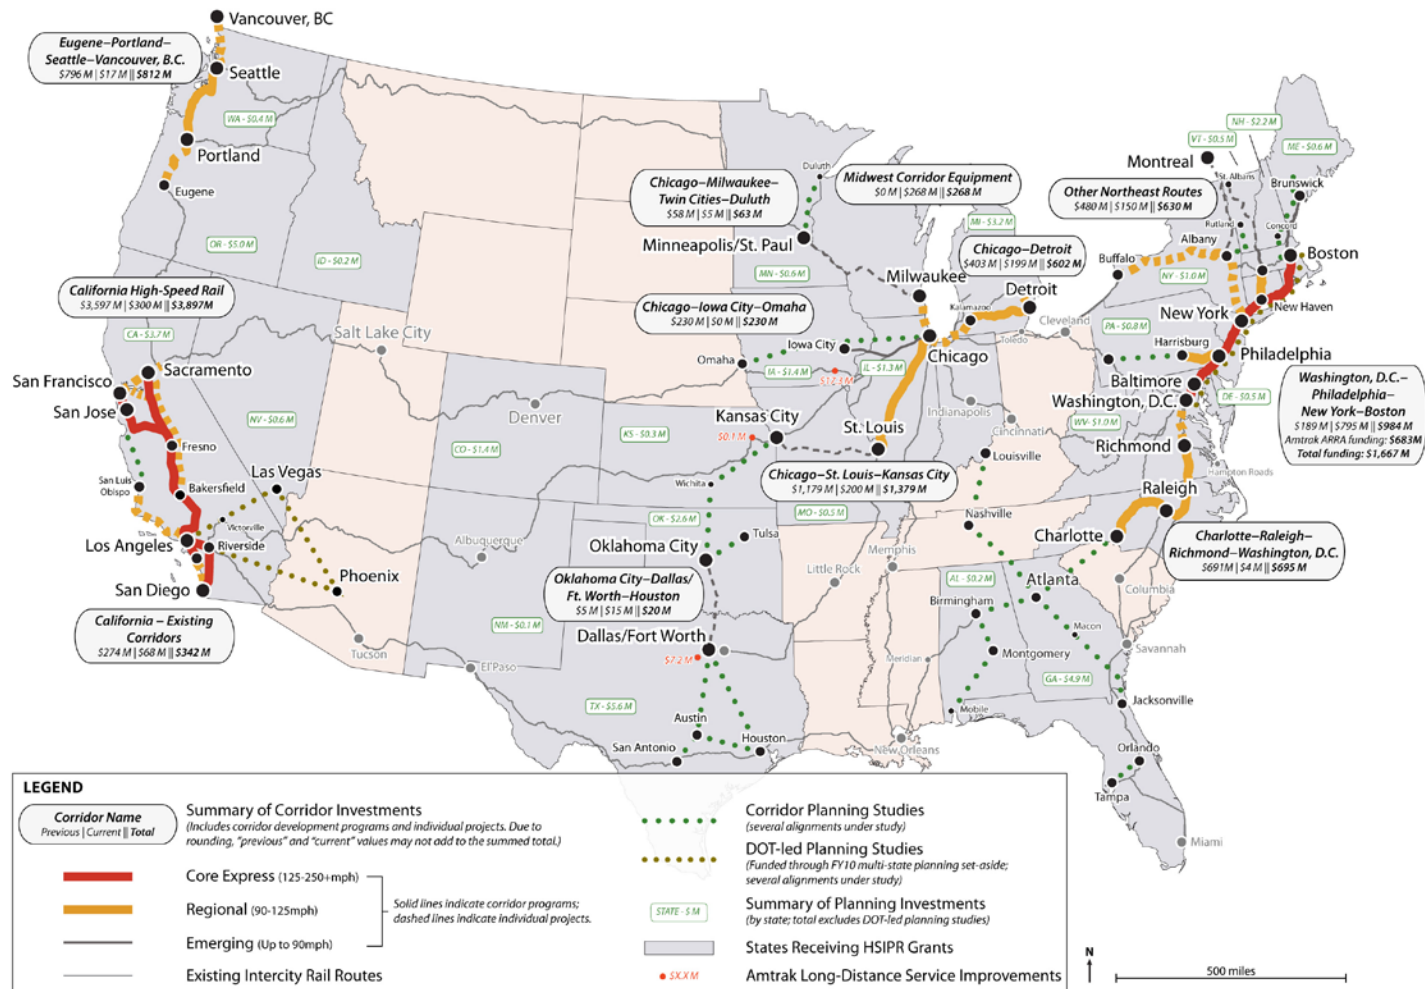 Vancouver, BC
Eugene–Portland–
Seattle–Vancouver, B.C.
$796 M | $17 M || $812 M
Seattle
WA - $0.4 M
Portland
Eugene
OR - $5.0 M
ID - $0.2 M
California High-Speed Rail
$3,597 M | $300 M || $3,897M
CA - $3.7 M
Salt Lake City
Sacramento
San Francisco
San Jose
Fresno
NV - $0.6 M
Las Vegas
San Luis
Obispo
Bakersfield
Victorville
Los Angeles
Riverside
San Diego
Phoenix
California – Existing
Corridors
$274 M | $68 M || $342 M
Tucson
Denver
CO - $1.4 M
Albuquerque
NM - $0.1 M
El Paso
Duluth
Chicago–Milwaukee–
Twin Cities–Duluth
$58 M | $5 M || $63 M
Minneapolis/St. Paul
MN - $0.6 M
Midwest Corridor Equipment
$0 M | $268 M || $268 M
MI - $3.2 M
Chicago–Detroit
$403 M | $199 M || $602 M
Milwaukee
Detroit
Kalamazoo
Chicago–Iowa City–Omaha
$230 M | $0 M || $230 M
Iowa City
Omaha
IA - $1.4 M
IL - $1.3 M
Chicago
Toledo
Cleveland
Kansas City
KS - $0.3 M
$0.1 M
St. Louis
Indianapolis
Cincinnati
Louisville
Wichita
Chicago–St. Louis–Kansas City
$1,179 M | $200 M || $1,379 M
MO - $0.5 M
OK - $2.6 M
Tulsa
Oklahoma City
Oklahoma City–Dallas/
Ft. Worth–Houston
$5 M | $15 M || $20 M
Dallas/Fort Worth
$7.2 M
TX - $5.6 M
Austin
San Antonio
Houston
Little Rock
Memphis
Nashville
Meridian
New Orleans
AL - $0.2 M
Birmingham
Montgomery
Mobile
Atlanta
Macon
GA - $4.9 M
Columbia
Savannah
Jacksonville
Orlando
Tampa
Miami
Montreal
VT - $0.5 M
NH - $2.2 M
ME - $0.6 M
St. Albans
Brunswick
Other Northeast Routes
$480 M | $150 M || $630 M
Rutland
Concord
Albany
Boston
Buffalo
NY - $1.0 M
New York
New Haven
PA - $0.8 M
Harrisburg
Philadelphia
Baltimore
Washington, D.C.
DE - $0.5 M
WV- $1.0 M
Washington, D.C.–
Philadelphia–
New York–Boston
$189 M | $795 M || $984 M
Amtrak ARRA funding: $683M
Total funding: $1,667 M
Richmond
Hampton Roads
Raleigh
Charlotte
Charlotte–Raleigh–
Richmond–Washington, D.C.
$691M | $4 M || $695 M
LEGEND
Corridor Name
Previous | Current || Total
Summary of Corridor Investments
(Includes corridor development programs and individual projects. Due to
rounding, "previous" and "current" values may not add to the summed total.)
Core Express (125-250+mph)
Regional (90-125mph)
Emerging (Up to 90mph)
Solid lines indicate corridor programs;
dashed lines indicate individual projects.
Existing Intercity Rail Routes
Corridor Planning Studies
(several alignments under study)
DOT-led Planning Studies
(Funded through FY10 multi-state planning set-aside;
several alignments under study)
STATE - $ M
Summary of Planning Investments
(by state; total excludes DOT-led planning studies)
States Receiving HSIPR Grants
$X.X M
Amtrak Long-Distance Service Improvements
N
500 miles